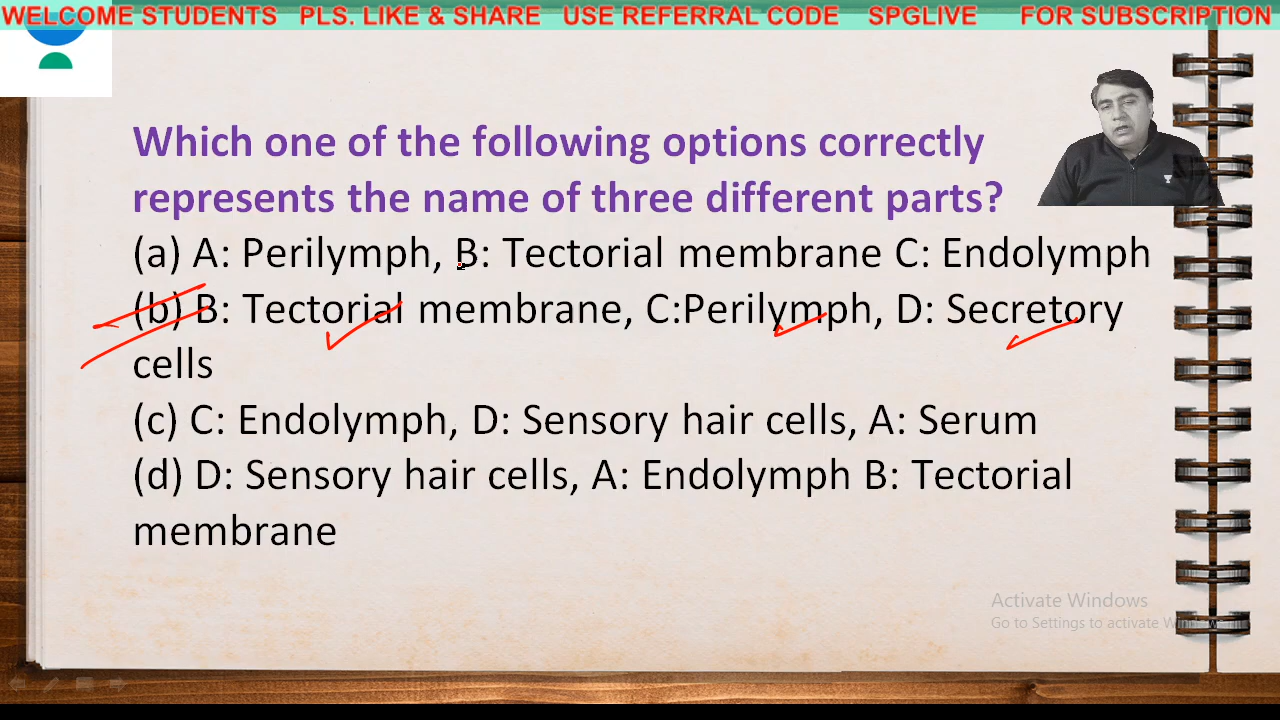 WELCOME STUDENTS PLS. LIKE & SHARE USE REFERRAL CODE SPGLIVE FOR SUBSCRIPTION
Which one of the following options correctly
represents the name of three different parts?
(a) A: Perilymph, B: Tectorial membrane C: Endolymph
(b) B: Tectorial membrane, C:Perilymph, D: Secretory
cells
(c) C: Endolymph, D: Sensory hair cells, A: Serum
(d) D: Sensory hair cells, A: Endolymph B: Tectorial
membrane
Activate Windows
Go to Settings to activate Windows.